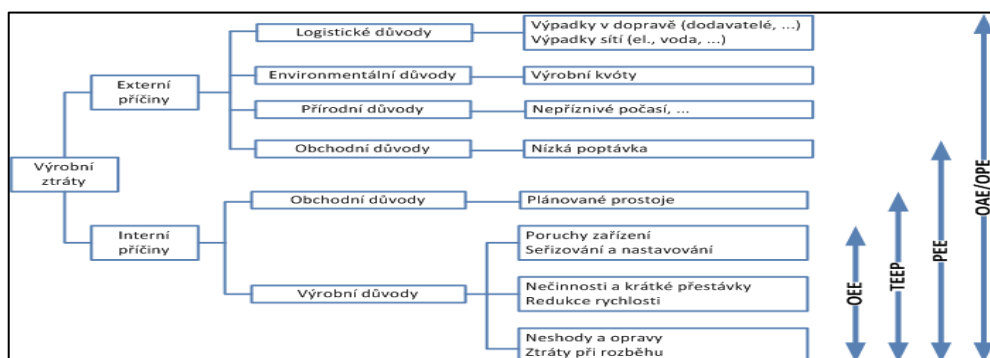 Výrobní
ztráty
Externí
příčiny
Logistické důvody
Výpadky v dopravě (dodavatelé, ...)
Výpadky sítí (el., voda, ...)
Environmentální důvody
Výrobní kvóty
Přírodní důvody
Nepříznivé počasí, ...
Obchodní důvody
Nízká poptávka
Interní
příčiny
Obchodní důvody
Plánované prostoje
Výrobní důvody
Poruchy zařízení
Seřizování a nastavování
Nečinnosti a krátké přestávky
Redukce rychlosti
Neshody a opravy
Ztráty při rozběhu
OEE
TEEP
PEE
OAE/OPE